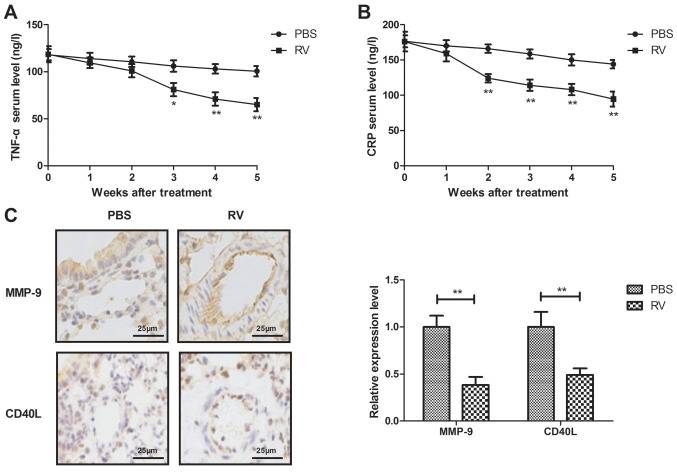 A
TNF-α serum level (ng/l)
150
100
50
0
0 1 2 3 4 5
Weeks after treatment
PBS
RV
*
**
**
B
CRP serum level (ng/l)
200
150
100
50
0
0 1 2 3 4 5
Weeks after treatment
PBS
RV
**
**
**
**
C
PBS RV
MMP-9
25μm 25μm
CD40L
25μm 25μm
Relative expression level
1.5
1.0
0.5
0.0
** **
MMP-9 CD40L
PBS
RV